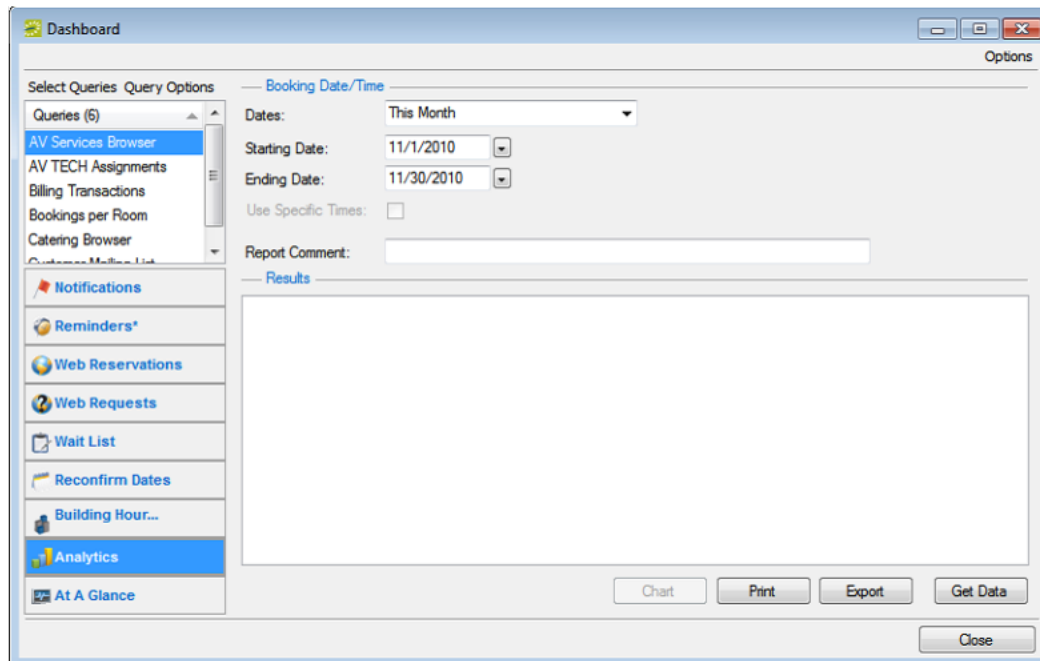 Dashboard
Options
Select Queries Query Options
Queries (6)
AV Services Browser
AV TECH Assignments
Billing Transactions
Bookings per Room
Catering Browser
Customer Mailing List
Notifications
Reminders*
Web Reservations
Web Requests
Wait List
Reconfirm Dates
Building Hour...
Analytics
At A Glance
Booking Date/Time
Dates: This Month
Starting Date: 11/1/2010
Ending Date: 11/30/2010
Use Specific Times:
Report Comment:
Results
Chart Print Export Get Data
Close